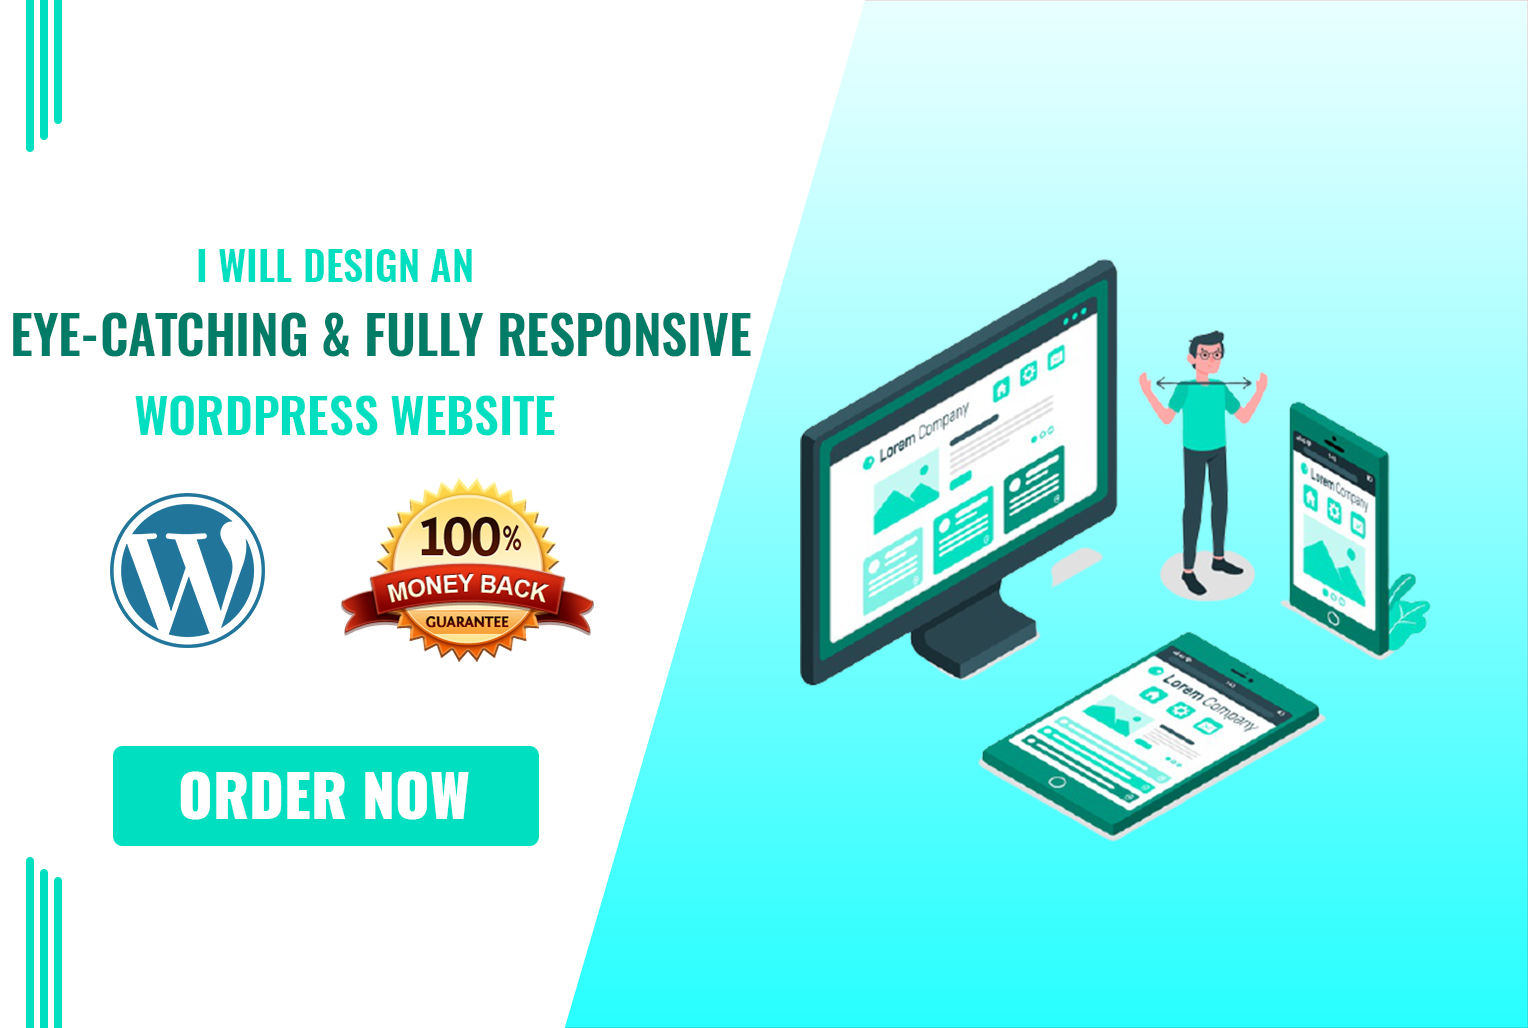 I WILL DESIGN AN
EYE-CATCHING & FULLY RESPONSIVE
WORDPRESS WEBSITE
W
100%
MONEY BACK
GUARANTEE
ORDER NOW
Lorem Company
Lorem Company
Lorem Company